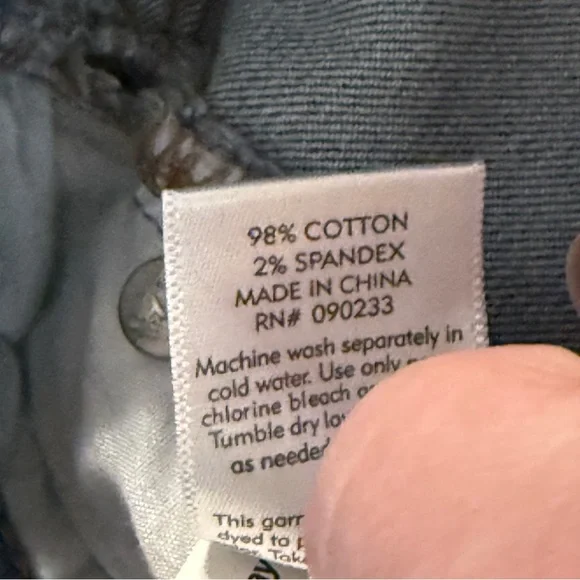 98% COTTON
2% SPANDEX
MADE IN CHINA
RN# 090233
Machine wash separately in
cold water. Use only
chlorine bleach
Tumble dry
as needed
This
dyed to